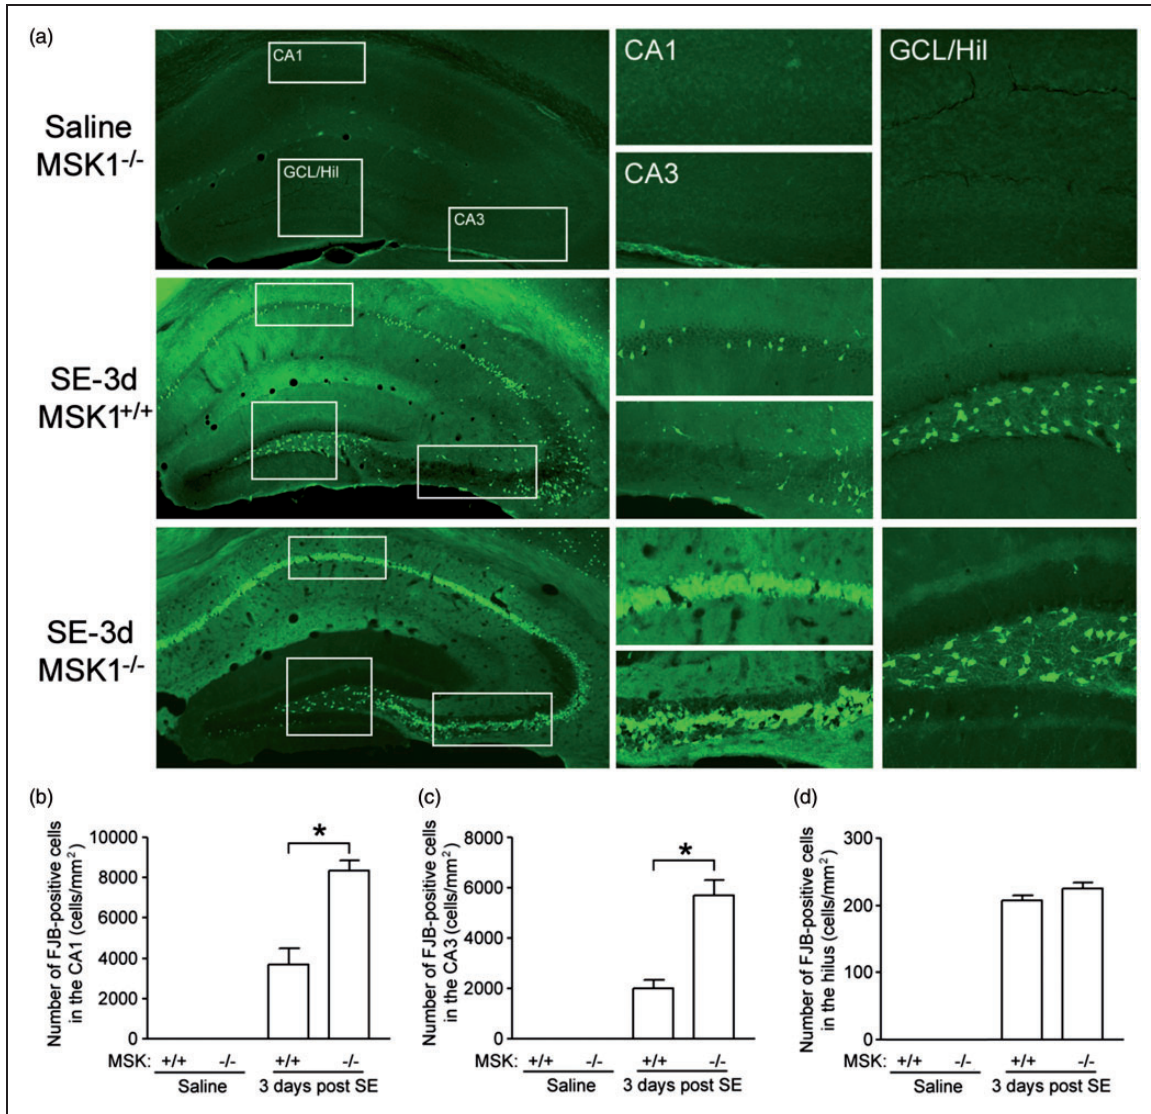 (a)
Saline
MSK1-/-
CA1
GCL/Hil
CA3
CA1
CA3
GCL/Hil
SE-3d
MSK1+/+
SE-3d
MSK1-/-
(b)
Number of FJB-positive cells
in the CA1 (cells/mm²)
10000
8000
6000
4000
2000
0
*
MSK: +/+ -/- +/+ -/-
Saline 3 days post SE
(c)
Number of FJB-positive cells
in the CA3 (cells/mm²)
8000
6000
4000
2000
0
*
MSK: +/+ -/- +/+ -/-
Saline 3 days post SE
(d)
Number of FJB-positive cells
in the hilus (cells/mm²)
300
200
100
0
MSK: +/+ -/- +/+ -/-
Saline 3 days post SE